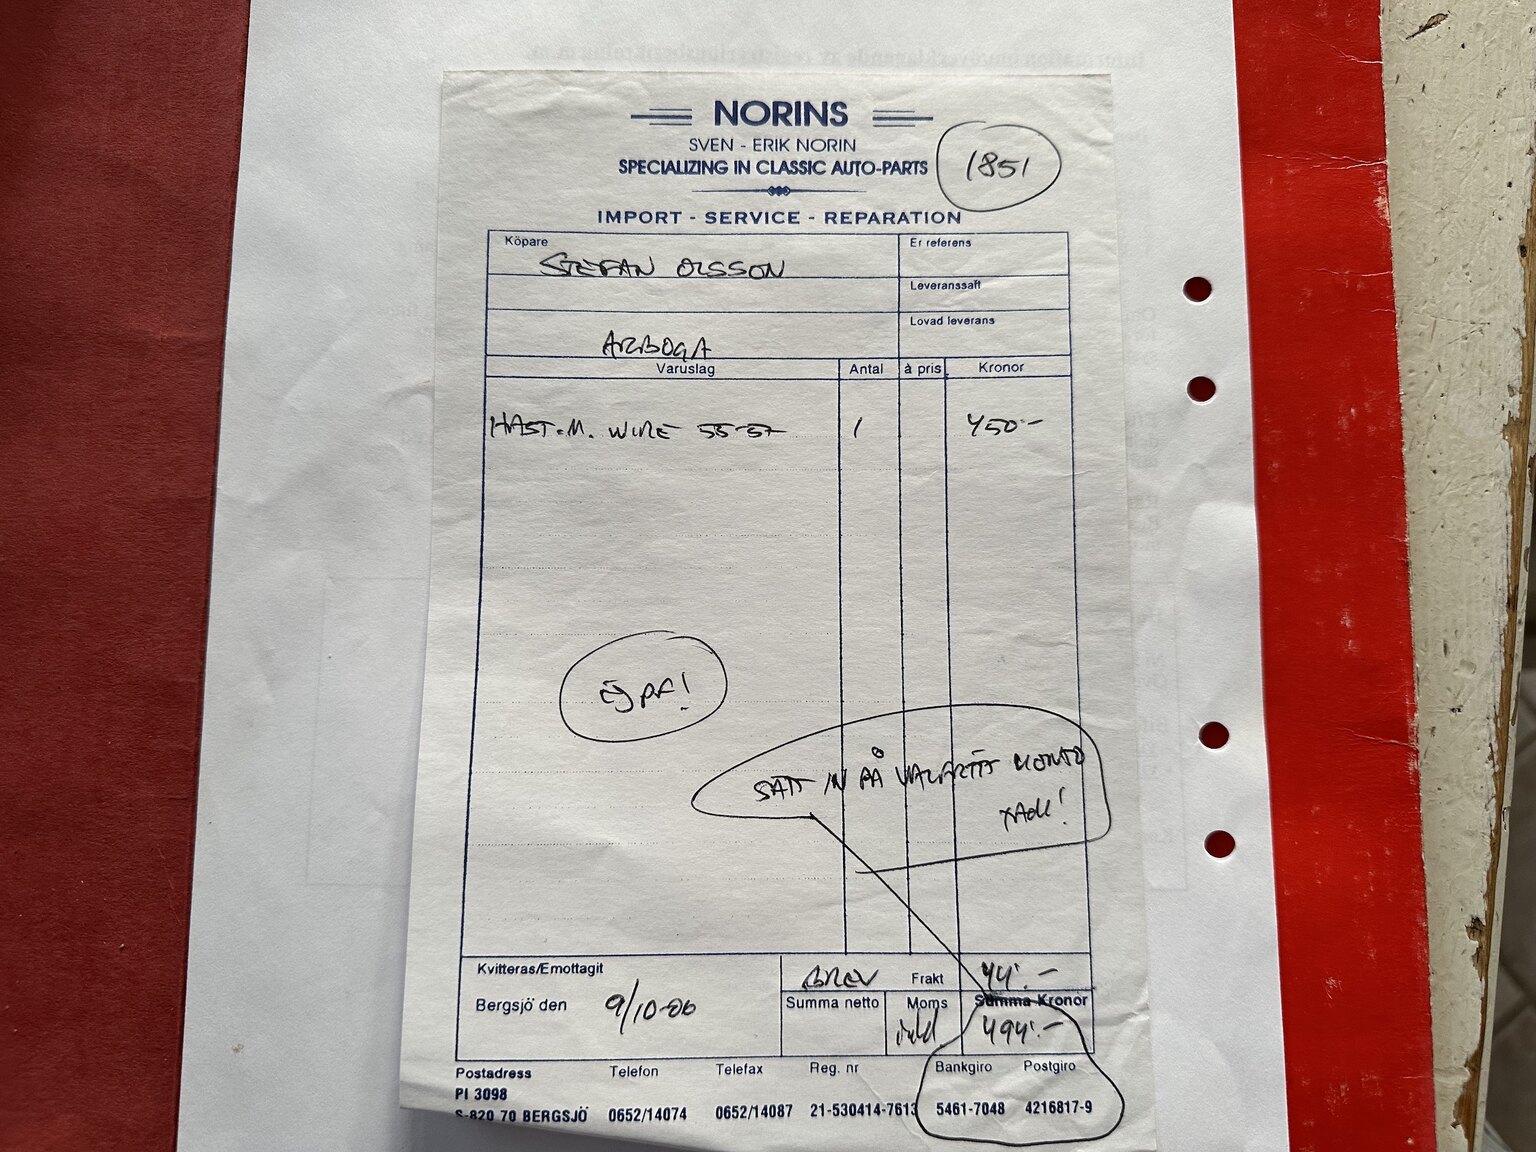 NORINS
SVEN - ERIK NORIN
SPECIALIZING IN CLASSIC AUTO-PARTS
1851
IMPORT - SERVICE - REPARATION
Köpare
Er referens
STEFAN OLSSON
Leveranssätt
Lovad leverans
ARBOGA
Varuslag Antal à pris Kronor
HAST.M. WIRE 55-57 1 450:-
EJ PF!
SÄTT IN PÅ VALFRITT KONTO
TACK!
Kvitteras/Emottagit
BREV Frakt 44:-
Bergsjö den 9/10-06
Summa netto Moms Summa Kronor
inkl 494:-
Postadress Telefon Telefax Reg. nr Bankgiro Postgiro
Pl 3098
S-820 70 BERGSJÖ 0652/14074 0652/14087 21-530414-7613 5461-7048 4216817-9